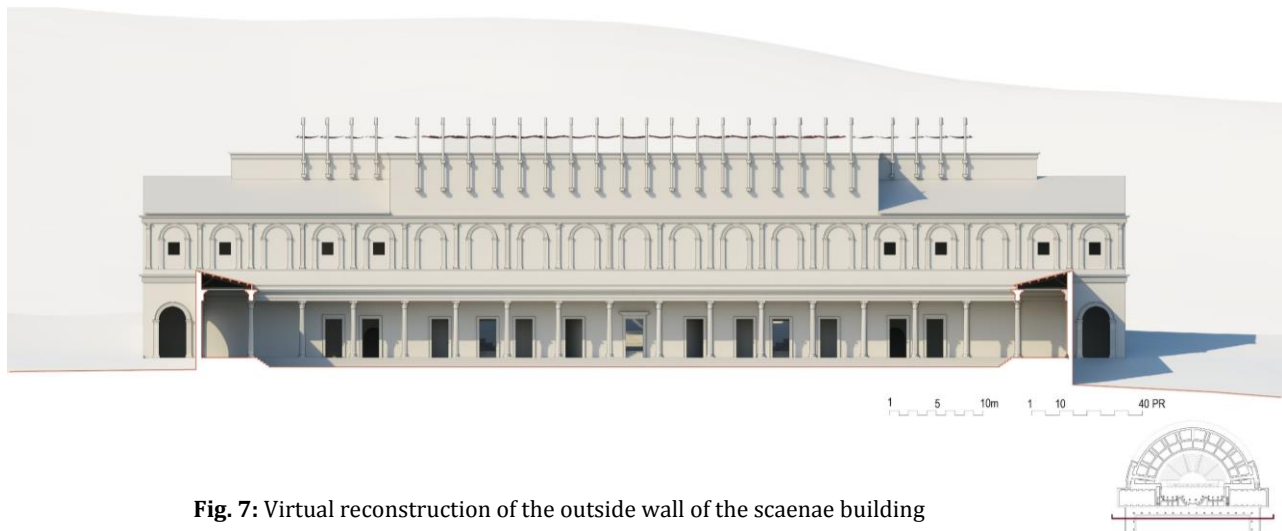 1 5 10m 1 10 40 PR
Fig. 7: Virtual reconstruction of the outside wall of the scaenae building